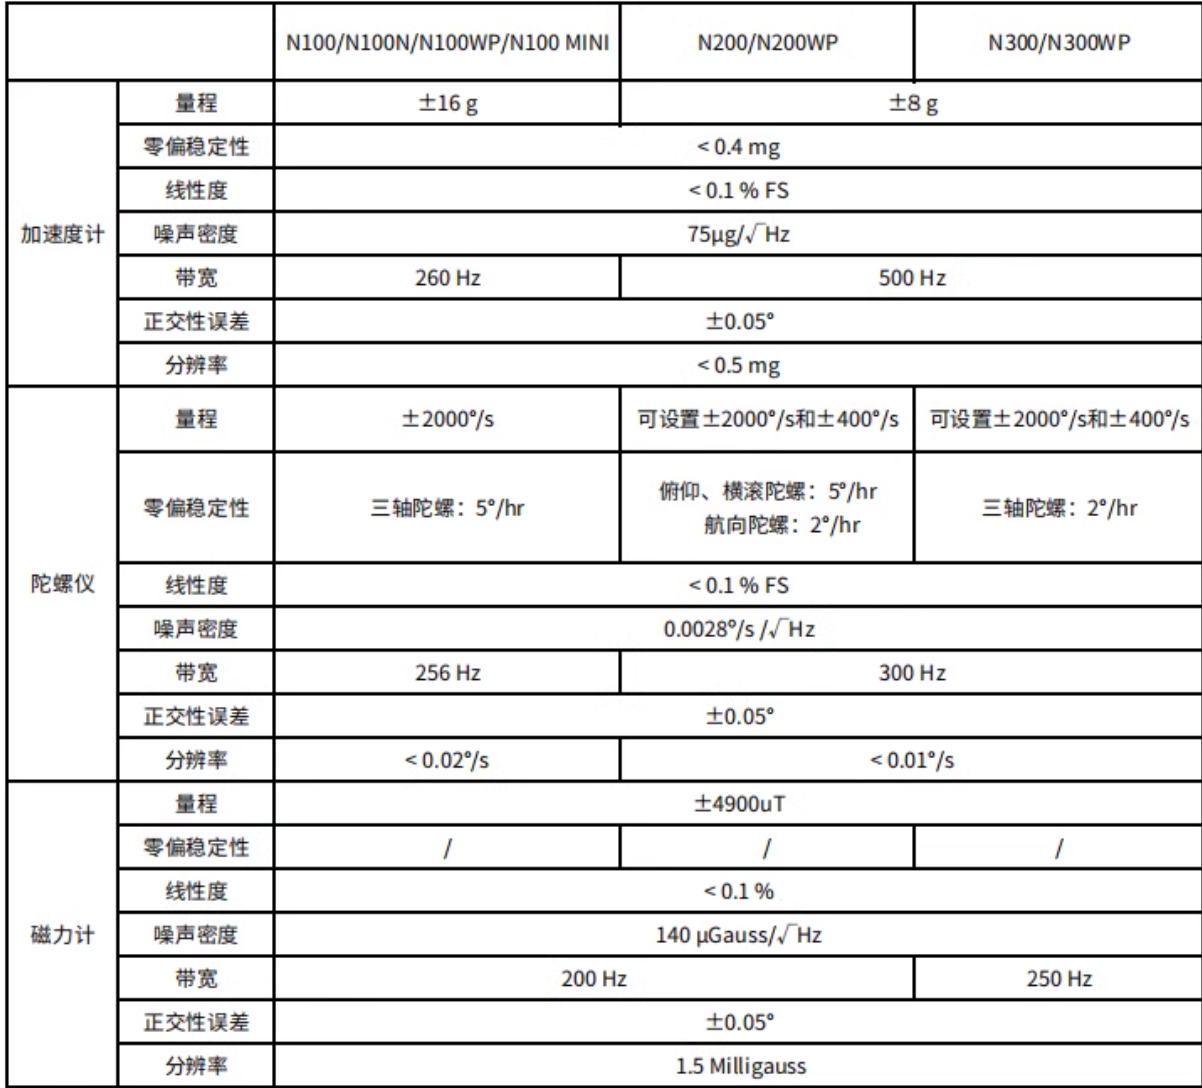 N100/N100N/N100WP/N100 MINI N200/N200WP N300/N300WP
加速度计
量程 ±16 g ±8 g
零偏稳定性 < 0.4 mg
线性度 < 0.1 % FS
噪声密度 75μg/√Hz
带宽 260 Hz 500 Hz
正交性误差 ±0.05°
分辨率 < 0.5 mg
陀螺仪
量程 ±2000°/s 可设置±2000°/s和±400°/s 可设置±2000°/s和±400°/s
零偏稳定性 三轴陀螺：5°/hr 俯仰、横滚陀螺：5°/hr 三轴陀螺：2°/hr
航向陀螺：2°/hr
线性度 < 0.1 % FS
噪声密度 0.0028°/s /√Hz
带宽 256 Hz 300 Hz
正交性误差 ±0.05°
分辨率 < 0.02°/s < 0.01°/s
磁力计
量程 ±4900uT
零偏稳定性 / / /
线性度 < 0.1 %
噪声密度 140 μGauss/√Hz
带宽 200 Hz 250 Hz
正交性误差 ±0.05°
分辨率 1.5 Milligauss